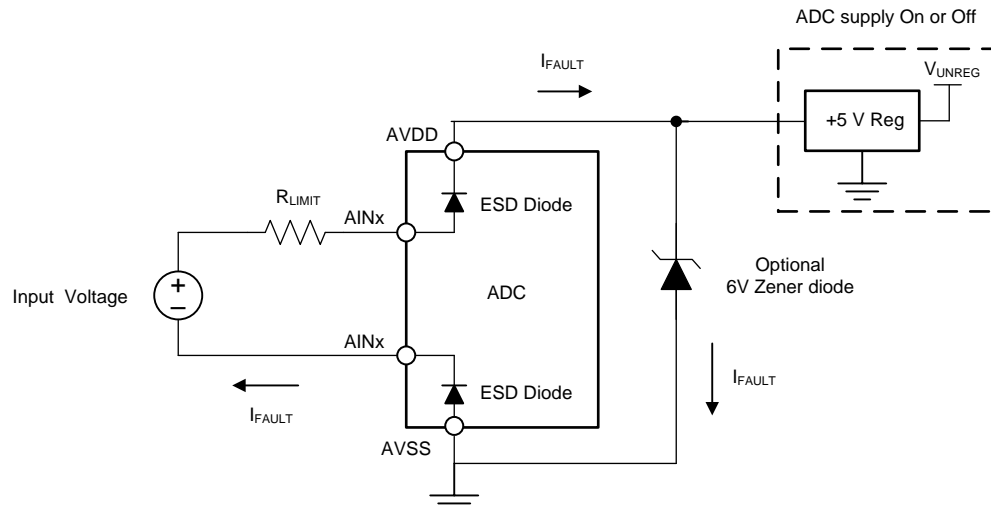 ADC supply On or Off
IFAULT
VUNREG
+5 V Reg
AVDD
RLIMIT
AINx
ESD Diode
Input Voltage
+
−
ADC
Optional
6V Zener diode
AINx
ESD Diode
IFAULT
IFAULT
AVSS